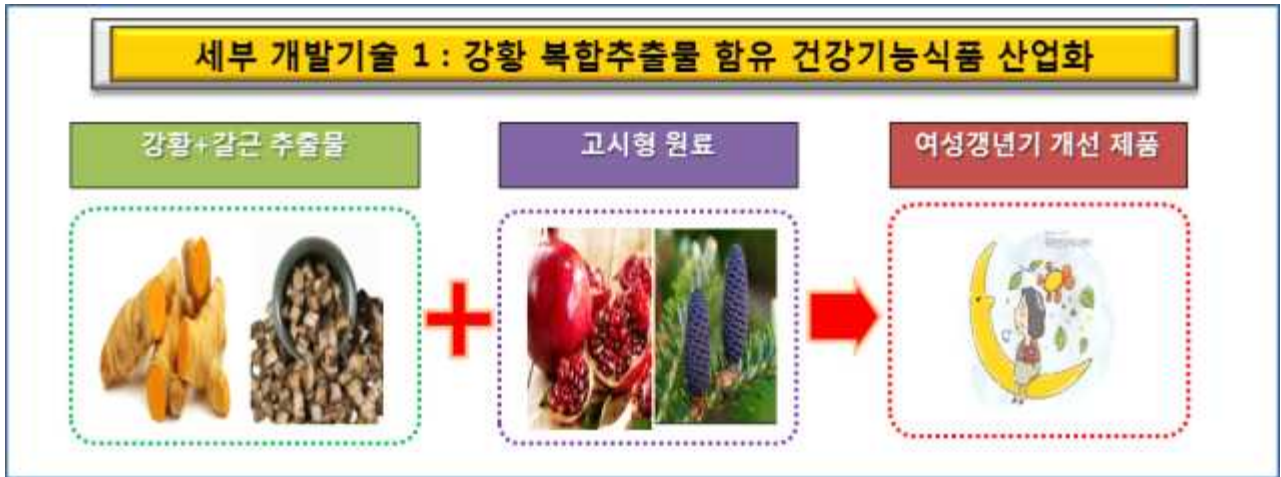 세부 개발기술 1 : 강황 복합추출물 함유 건강기능식품 산업화
강황+갈근 추출물
고시형 원료
여성갱년기 개선 제품